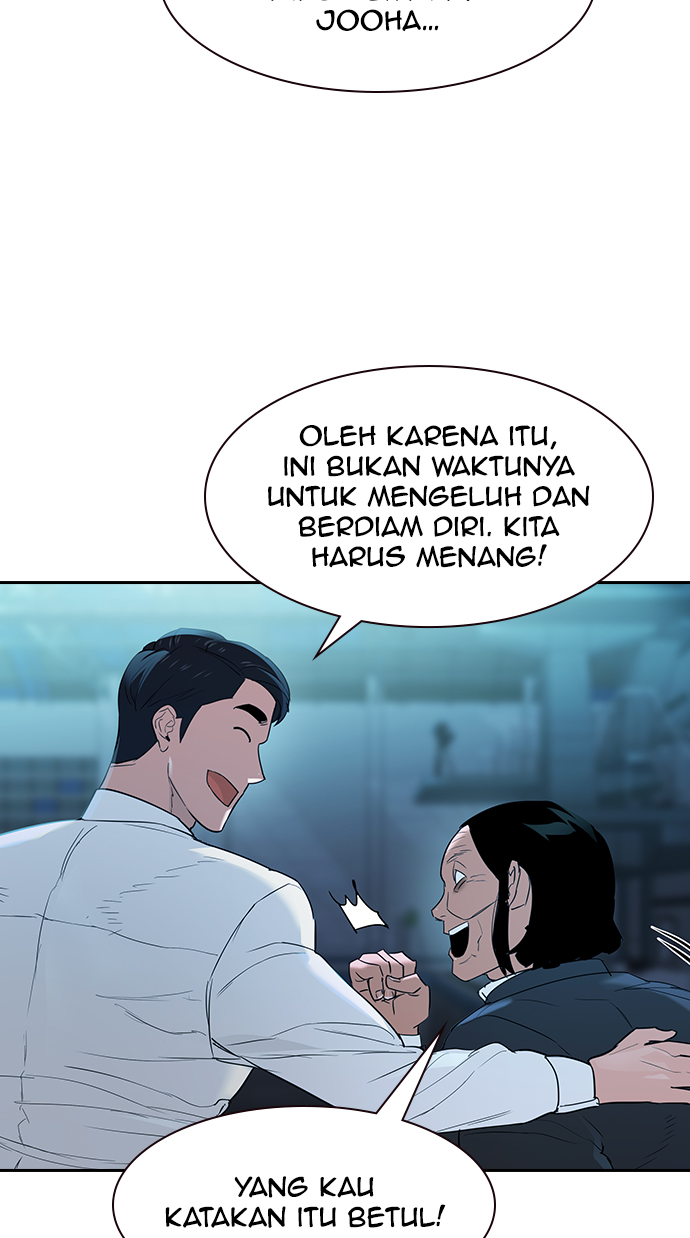 JOOHA...
OLEH KARENA ITU,
INI BUKAN WAKTUNYA
UNTUK MENGELUH DAN
BERDIAM DIRI. KITA
HARUS MENANG!
YANG KAU
KATAKAN ITU BETUL!